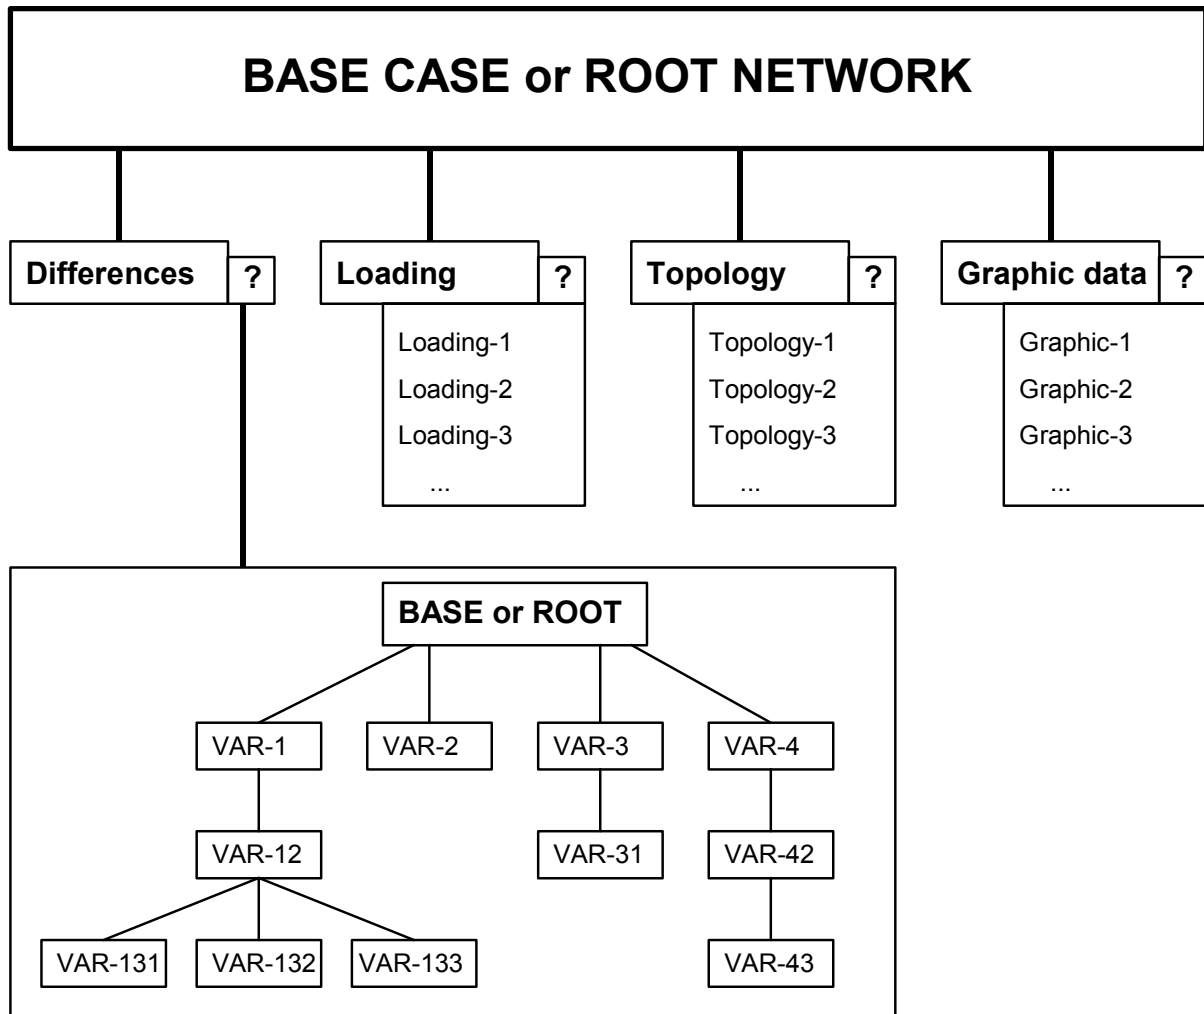 BASE CASE or ROOT NETWORK
Differences ?
Loading ?
Topology ?
Graphic data ?
Loading-1
Loading-2
Loading-3
...
Topology-1
Topology-2
Topology-3
...
Graphic-1
Graphic-2
Graphic-3
...
BASE or ROOT
VAR-1
VAR-2
VAR-3
VAR-4
VAR-12
VAR-31
VAR-42
VAR-131
VAR-132
VAR-133
VAR-43